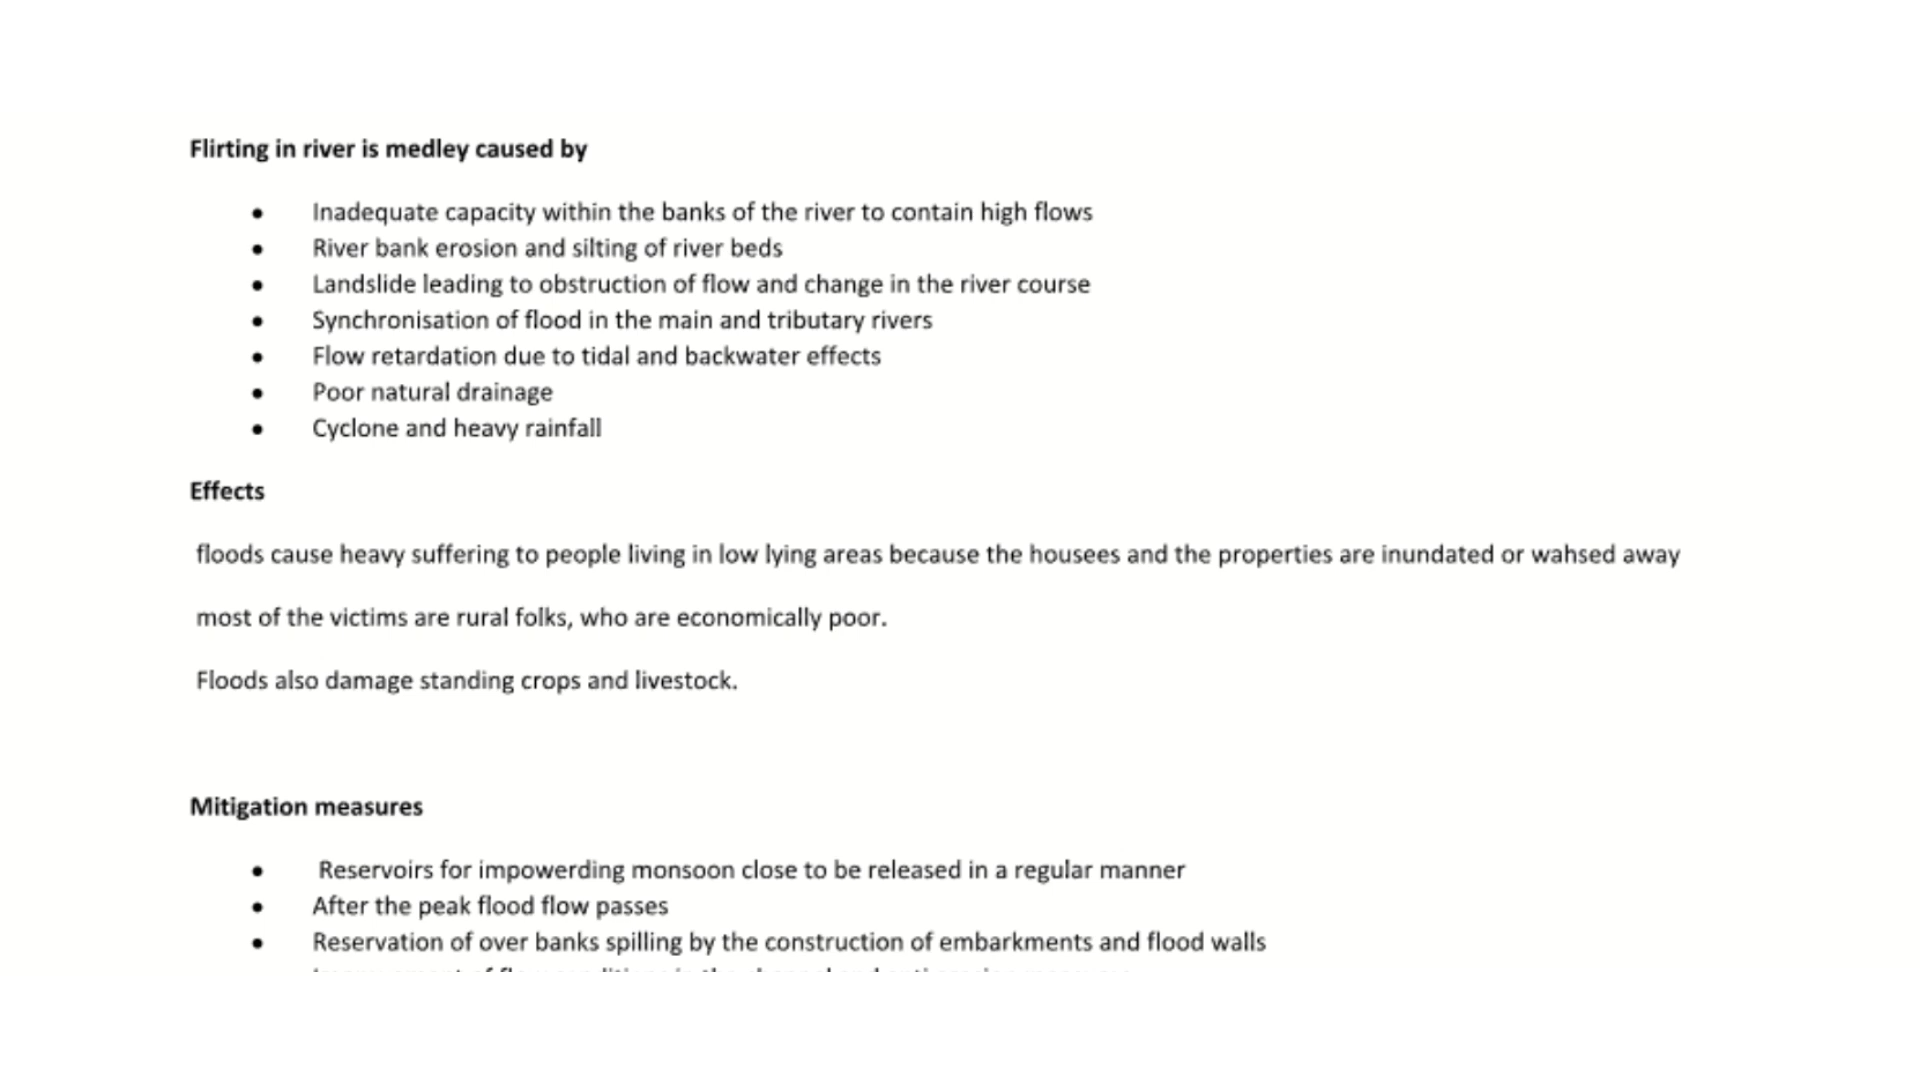 Flirting in river is medley caused by
• Inadequate capacity within the banks of the river to contain high flows
• River bank erosion and silting of river beds
• Landslide leading to obstruction of flow and change in the river course
• Synchronisation of flood in the main and tributary rivers
• Flow retardation due to tidal and backwater effects
• Poor natural drainage
• Cyclone and heavy rainfall
Effects
floods cause heavy suffering to people living in low lying areas because the housees and the properties are inundated or wahsed away
most of the victims are rural folks, who are economically poor.
Floods also damage standing crops and livestock.
Mitigation measures
• Reservoirs for impowerding monsoon close to be released in a regular manner
• After the peak flood flow passes
• Reservation of over banks spilling by the construction of embarkments and flood walls